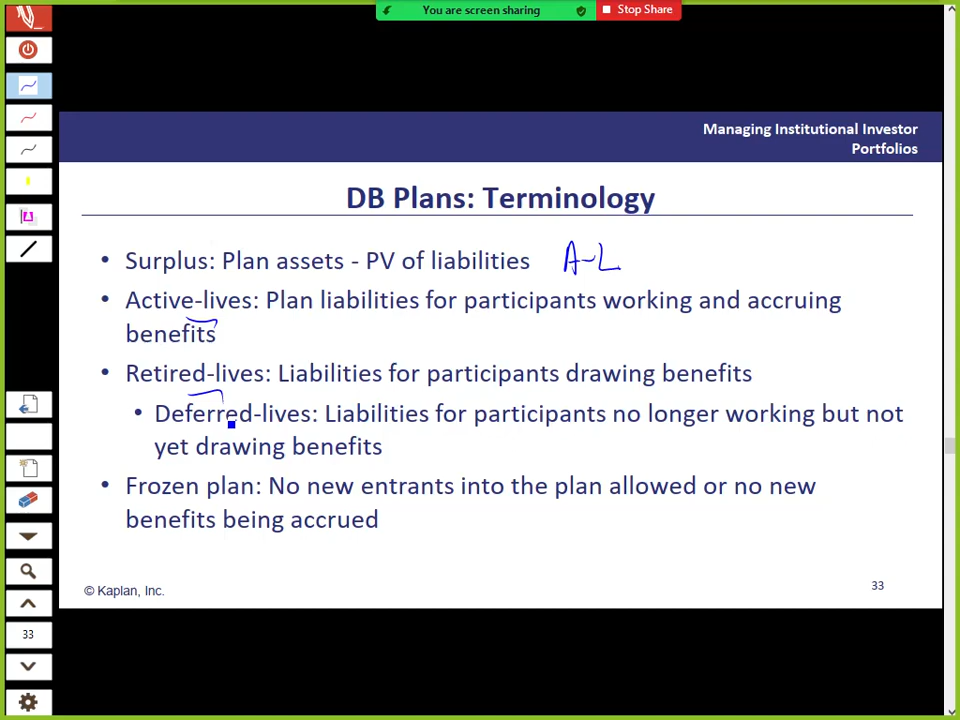 You are screen sharing
Stop Share
Managing Institutional Investor
Portfolios
DB Plans: Terminology
• Surplus: Plan assets - PV of liabilities A-L
• Active-lives: Plan liabilities for participants working and accruing
benefits
• Retired-lives: Liabilities for participants drawing benefits
• Deferred-lives: Liabilities for participants no longer working but not
yet drawing benefits
• Frozen plan: No new entrants into the plan allowed or no new
benefits being accrued
© Kaplan, Inc.
33
33